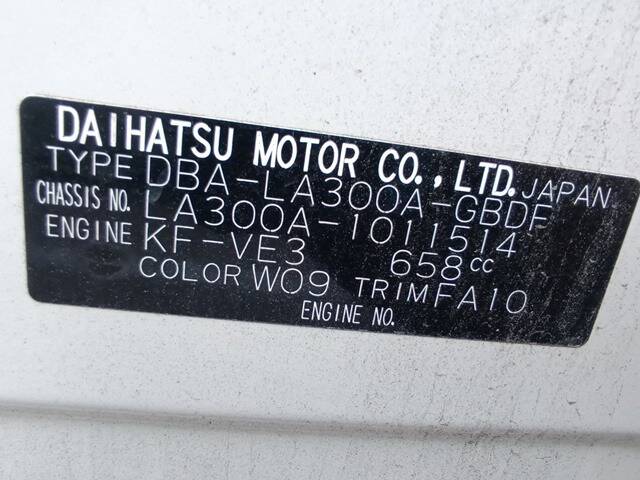 DAIHATSU MOTOR CO., LTD. JAPAN
TYPE DBA-LA300A-GBDF
CHASSIS NO. LA300A-1011514
ENGINE KF-VE3 658cc
COLOR W09 TRIM FA10
ENGINE NO.